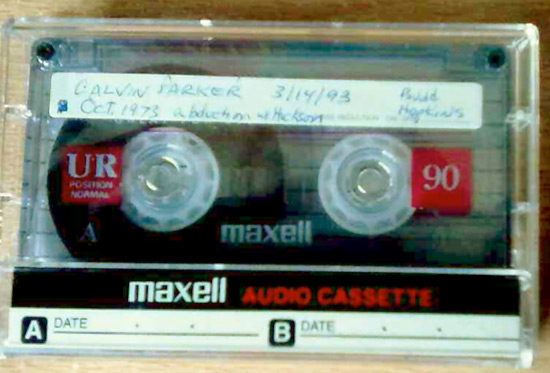 CALVIN PARKER 3/14/93
OCT. 1973 abduction - Hickson Hopkins
UR
POSITION
NORMAL
90
A
maxell
maxell AUDIO CASSETTE
A DATE B DATE